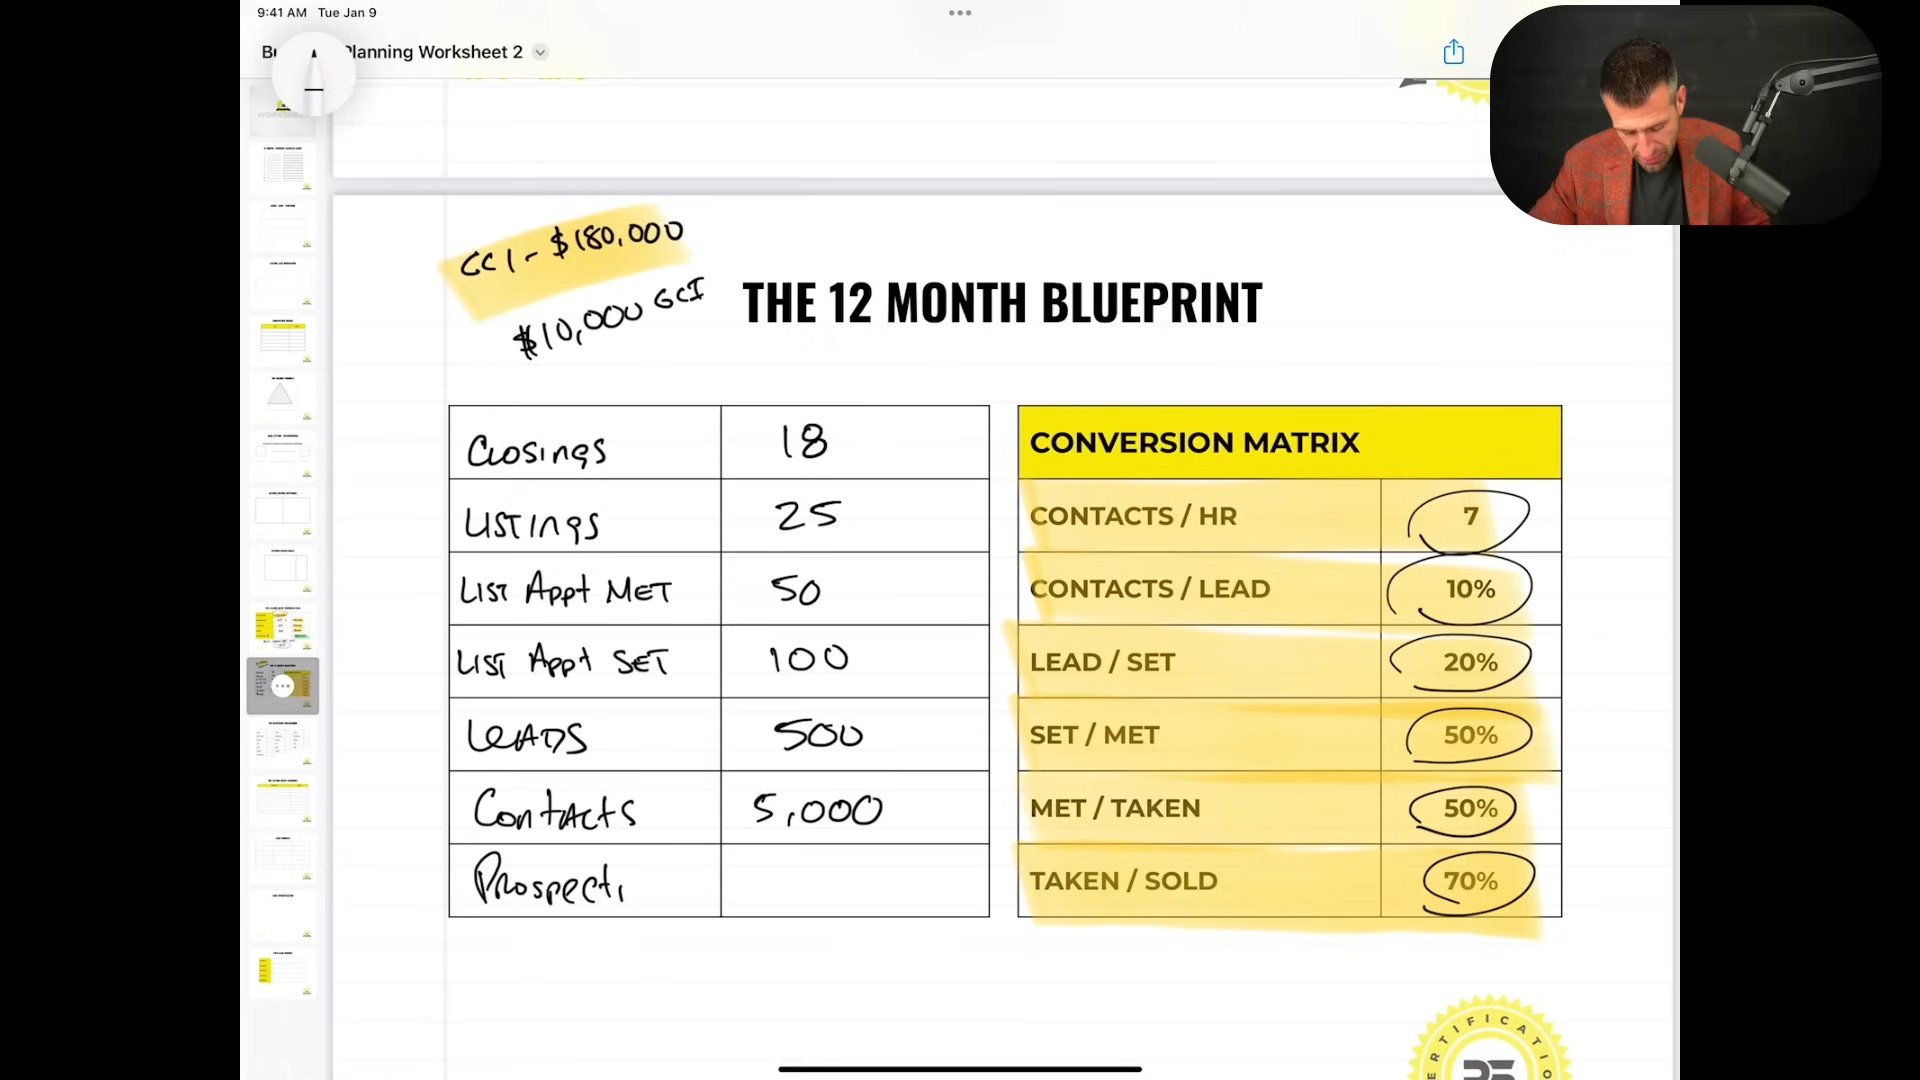 9:41 AM Tue Jan 9
Planning Worksheet 2
GCI - $180,000
$10,000 GCI
THE 12 MONTH BLUEPRINT
Closings 18
Listings 25
List Appt Met 50
List Appt Set 100
Leads 500
Contacts 5,000
Prospecti
CONVERSION MATRIX
CONTACTS / HR 7
CONTACTS / LEAD 10%
LEAD / SET 20%
SET / MET 50%
MET / TAKEN 50%
TAKEN / SOLD 70%